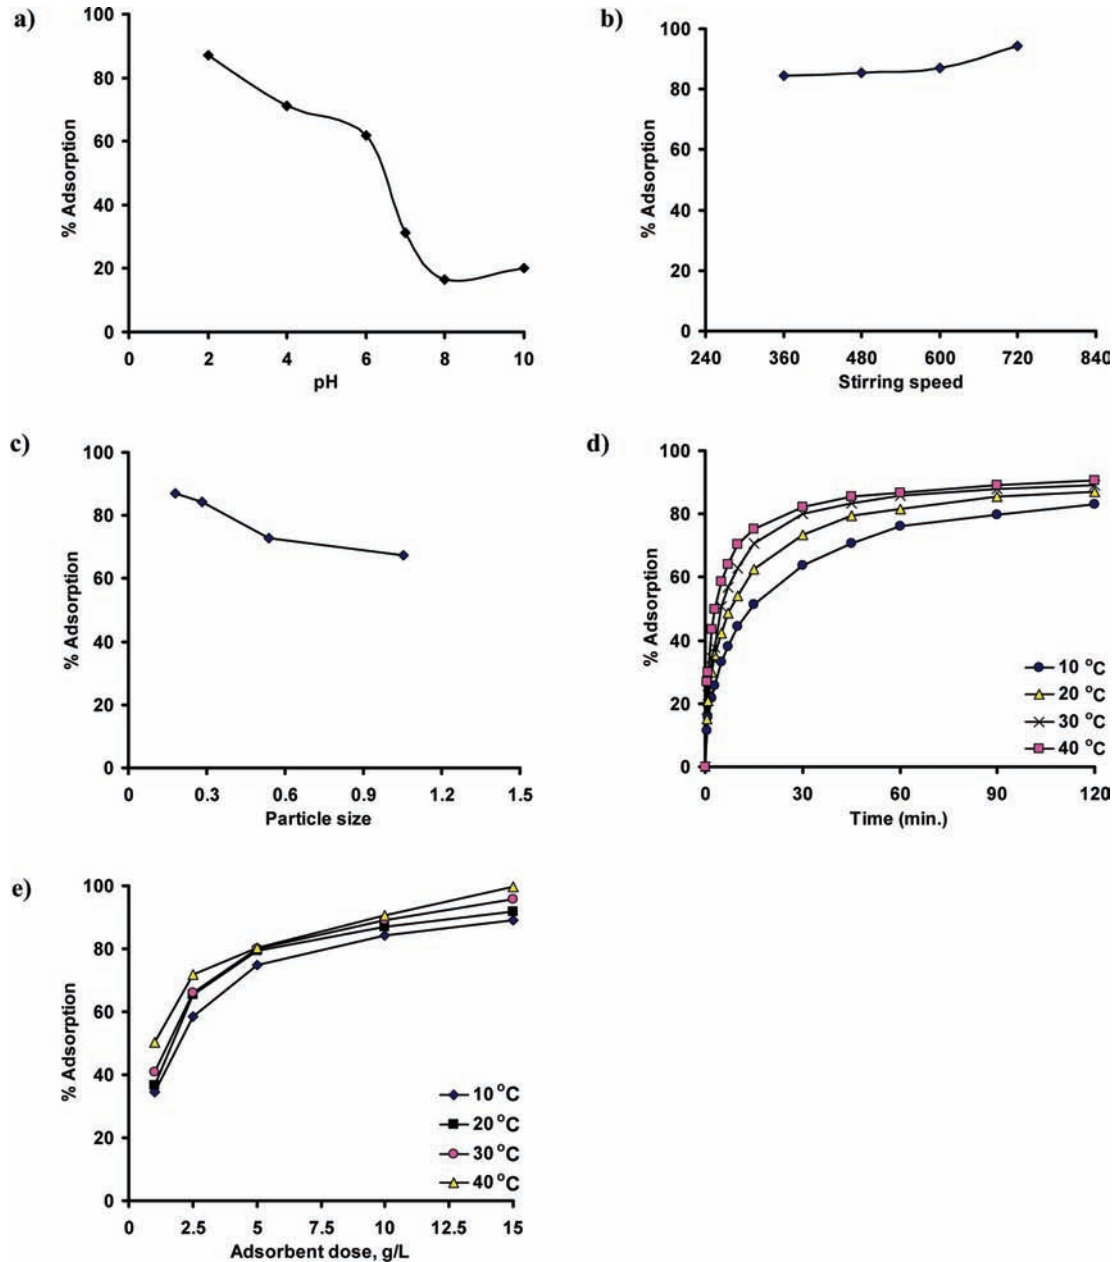 a)
100
80
60
40
20
0
% Adsorption
0 2 4 6 8 10
pH
b)
100
80
60
40
20
0
% Adsorption
240 360 480 600 720 840
Stirring speed
c)
100
80
60
40
20
0
% Adsorption
0 0.3 0.6 0.9 1.2 1.5
Particle size
d)
100
80
60
40
20
0
% Adsorption
10 °C
20 °C
30 °C
40 °C
0 30 60 90 120
Time (min.)
e)
100
80
60
40
20
0
% Adsorption
10 °C
20 °C
30 °C
40 °C
0 2.5 5 7.5 10 12.5 15
Adsorbent dose, g/L